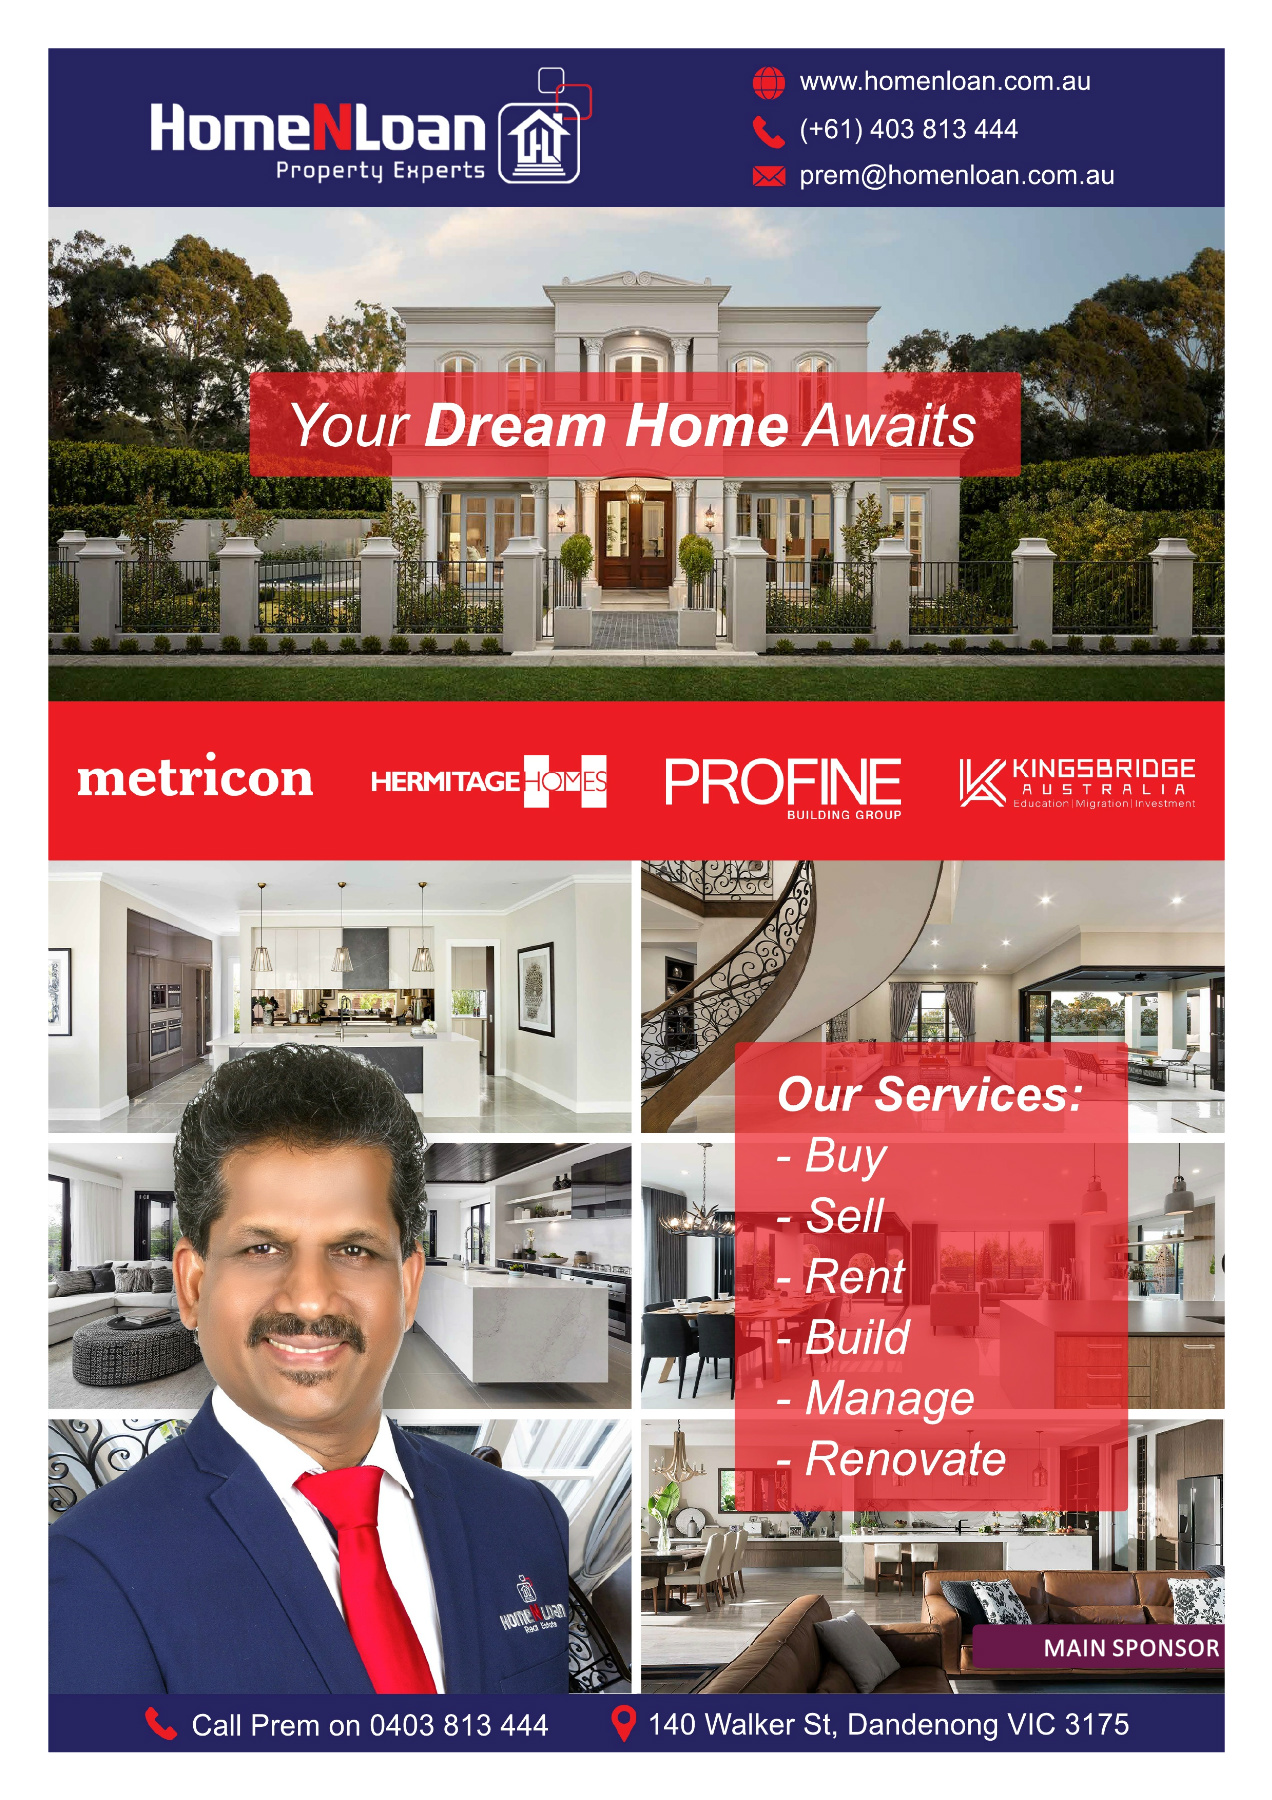 HomeNLoan
Property Experts
www.homenloan.com.au
(+61) 403 813 444
prem@homenloan.com.au
Your Dream Home Awaits
metricon
HERMITAGE HOMES
PROFINE
BUILDING GROUP
KINGSBRIDGE
AUSTRALIA
Education|Migration|Investment
Our Services:
- Buy
- Sell
- Rent
- Build
- Manage
- Renovate
HomeNLoan
Real Estate
MAIN SPONSOR
Call Prem on 0403 813 444
140 Walker St, Dandenong VIC 3175